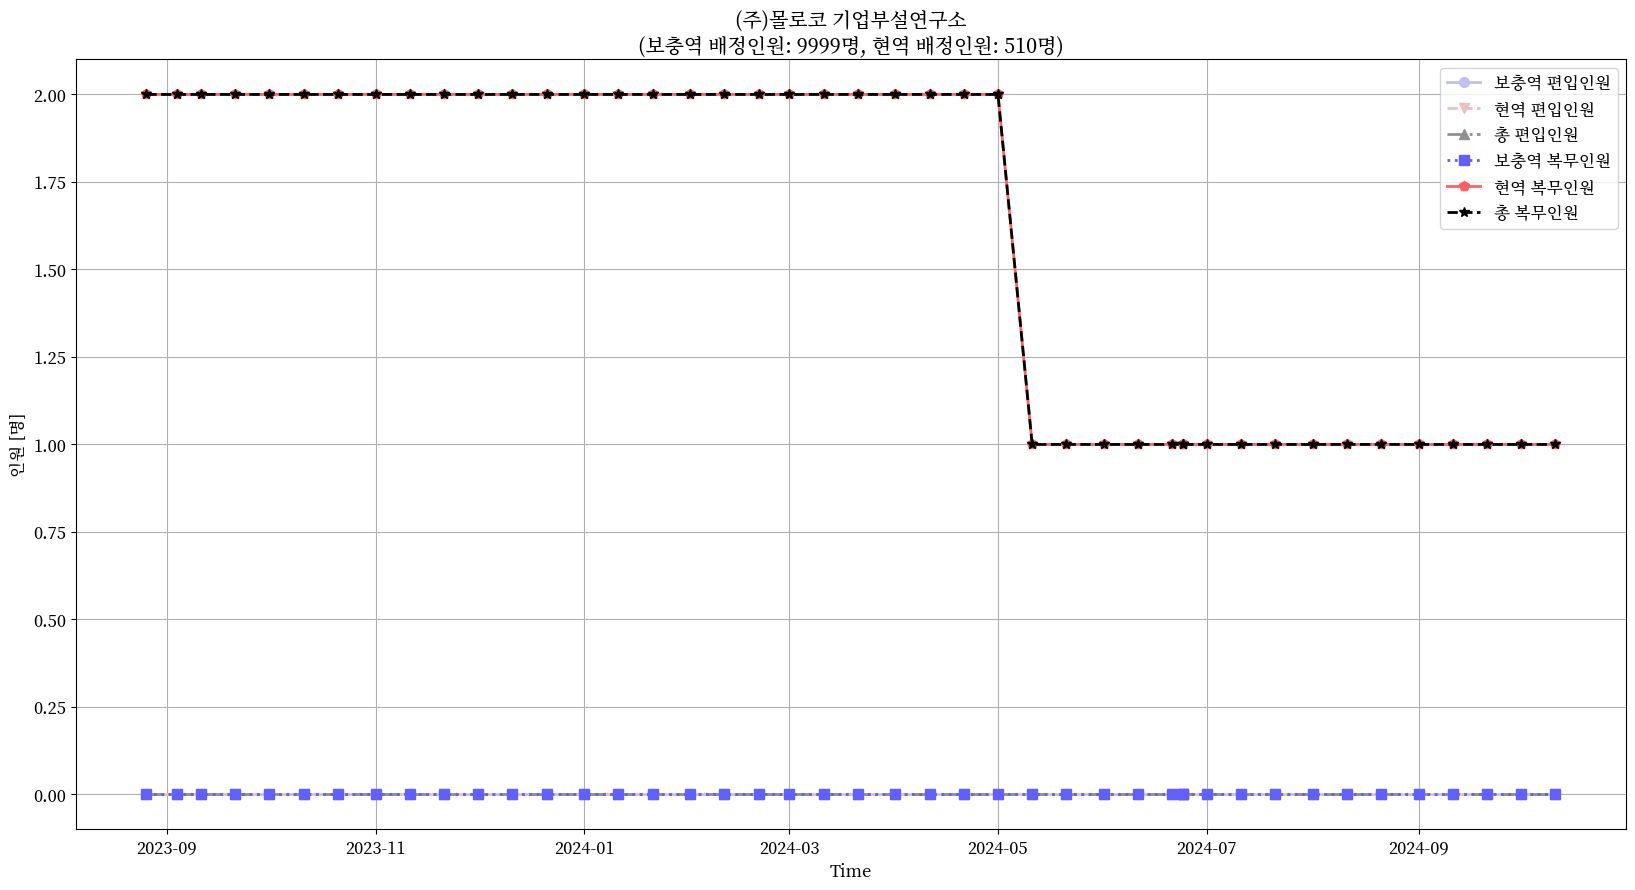 (주)몰로코 기업부설연구소
(보충역 배정인원: 9999명, 현역 배정인원: 510명)
보충역 편입인원
현역 편입인원
총 편입인원
보충역 복무인원
현역 복무인원
총 복무인원
2.00
1.75
1.50
1.25
1.00
0.75
0.50
0.25
0.00
인원 [명]
2023-09 2023-11 2024-01 2024-03 2024-05 2024-07 2024-09
Time